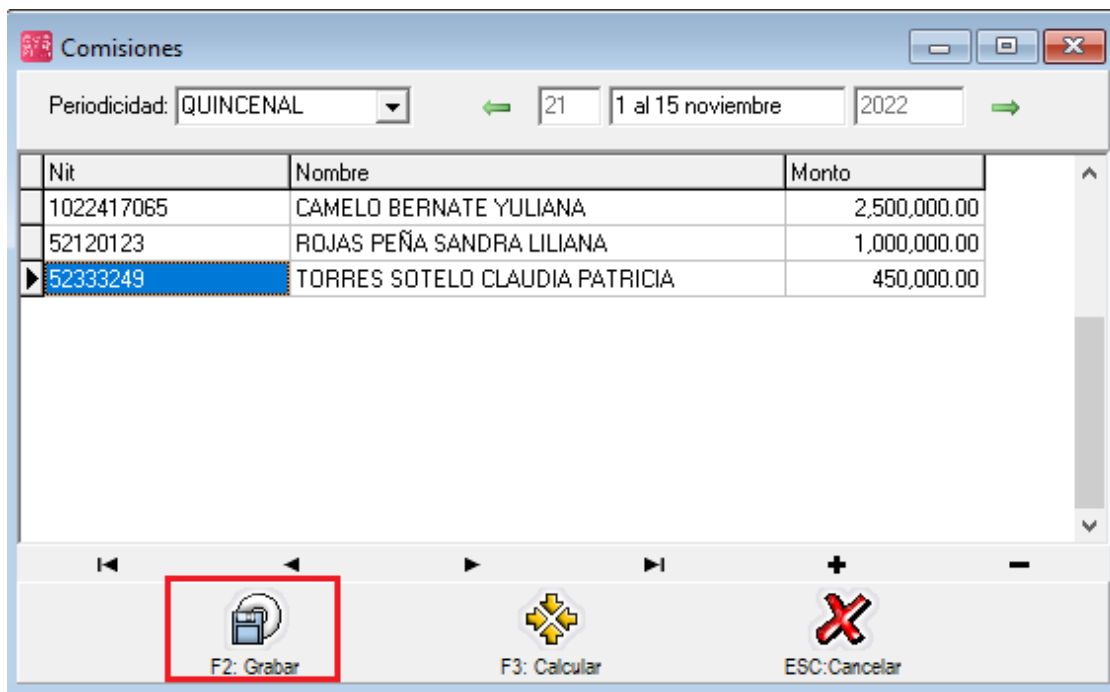 Comisiones
Periodicidad: QUINCENAL 21 1 al 15 noviembre 2022
Nit Nombre Monto
1022417065 CAMELO BERNATE YULIANA 2,500,000.00
52120123 ROJAS PEÑA SANDRA LILIANA 1,000,000.00
52333249 TORRES SOTELO CLAUDIA PATRICIA 450,000.00
F2: Grabar F3: Calcular ESC:Cancelar